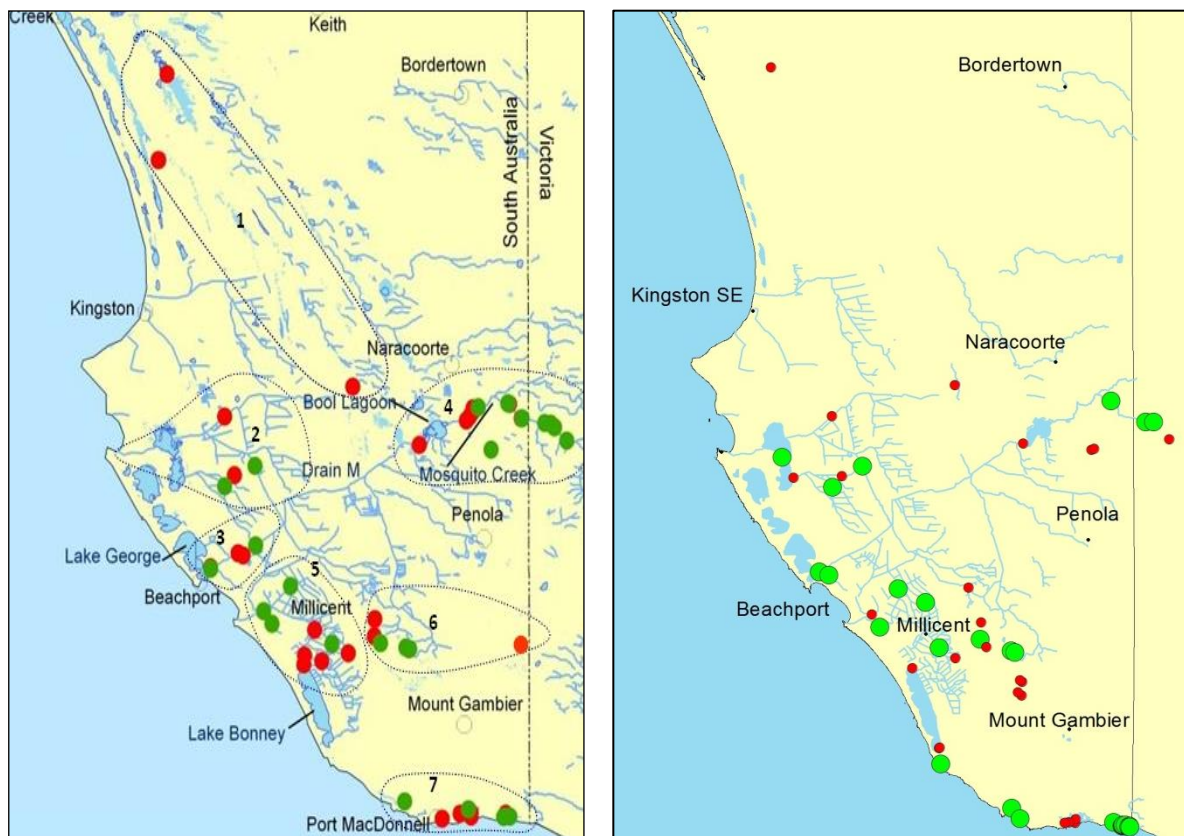 Creek
Keith
Bordertown
South Australia
Victoria
1
Kingston
Naracoorte
Bool Lagoon
4
2
Drain M
Mosquito Creek
Penola
3
Lake George
5
Beachport
Millicent
6
Mount Gambier
Lake Bonney
7
Port MacDonnell
Bordertown
Kingston SE
Naracoorte
Penola
Beachport
Millicent
Mount Gambier